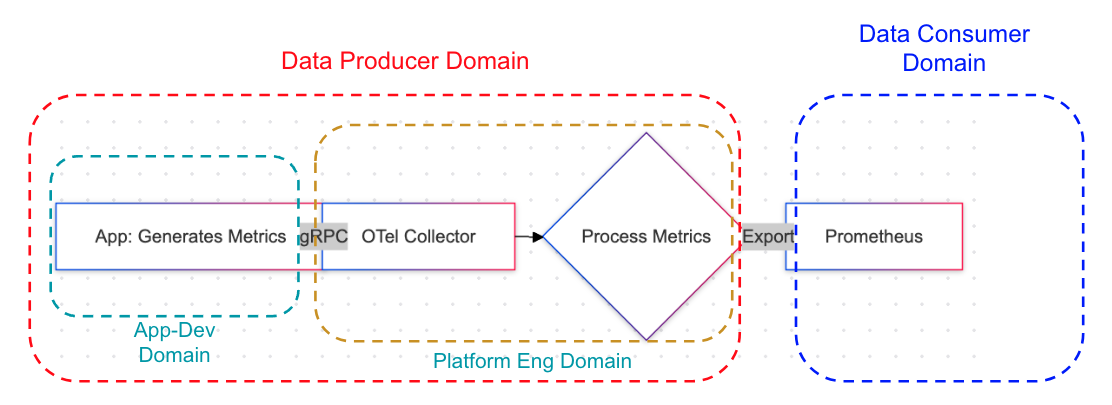 Data Consumer
Domain
Data Producer Domain
App: Generates Metrics
gRPC
OTel Collector
Process Metrics
Export
Prometheus
App-Dev
Domain
Platform Eng Domain